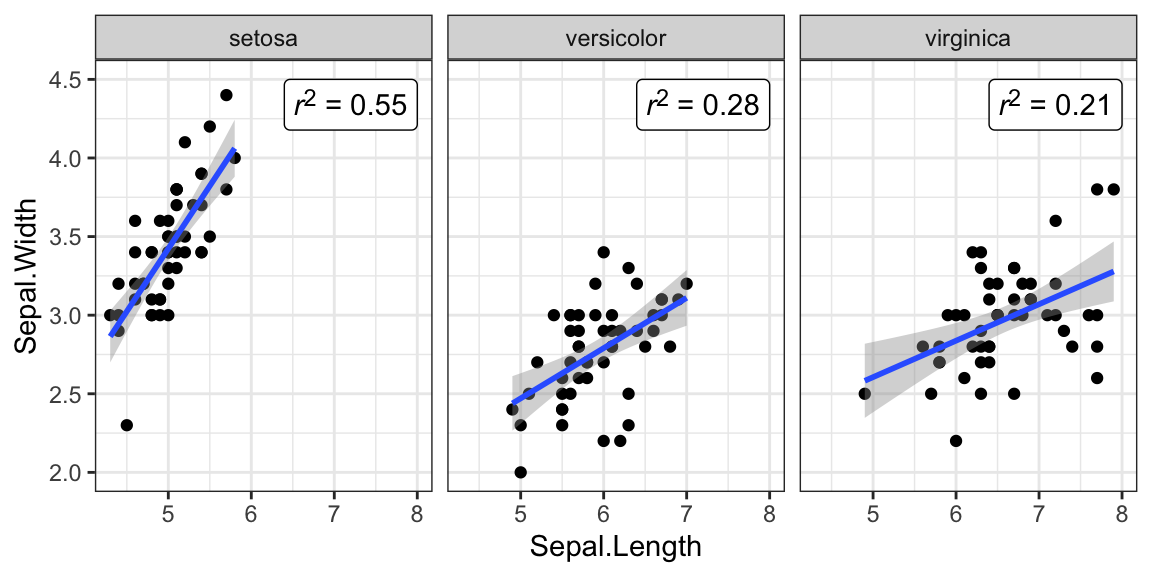 setosa
versicolor
virginica
r² = 0.55
r² = 0.28
r² = 0.21
Sepal.Width
4.5
4.0
3.5
3.0
2.5
2.0
5 6 7 8
5 6 7 8
5 6 7 8
Sepal.Length